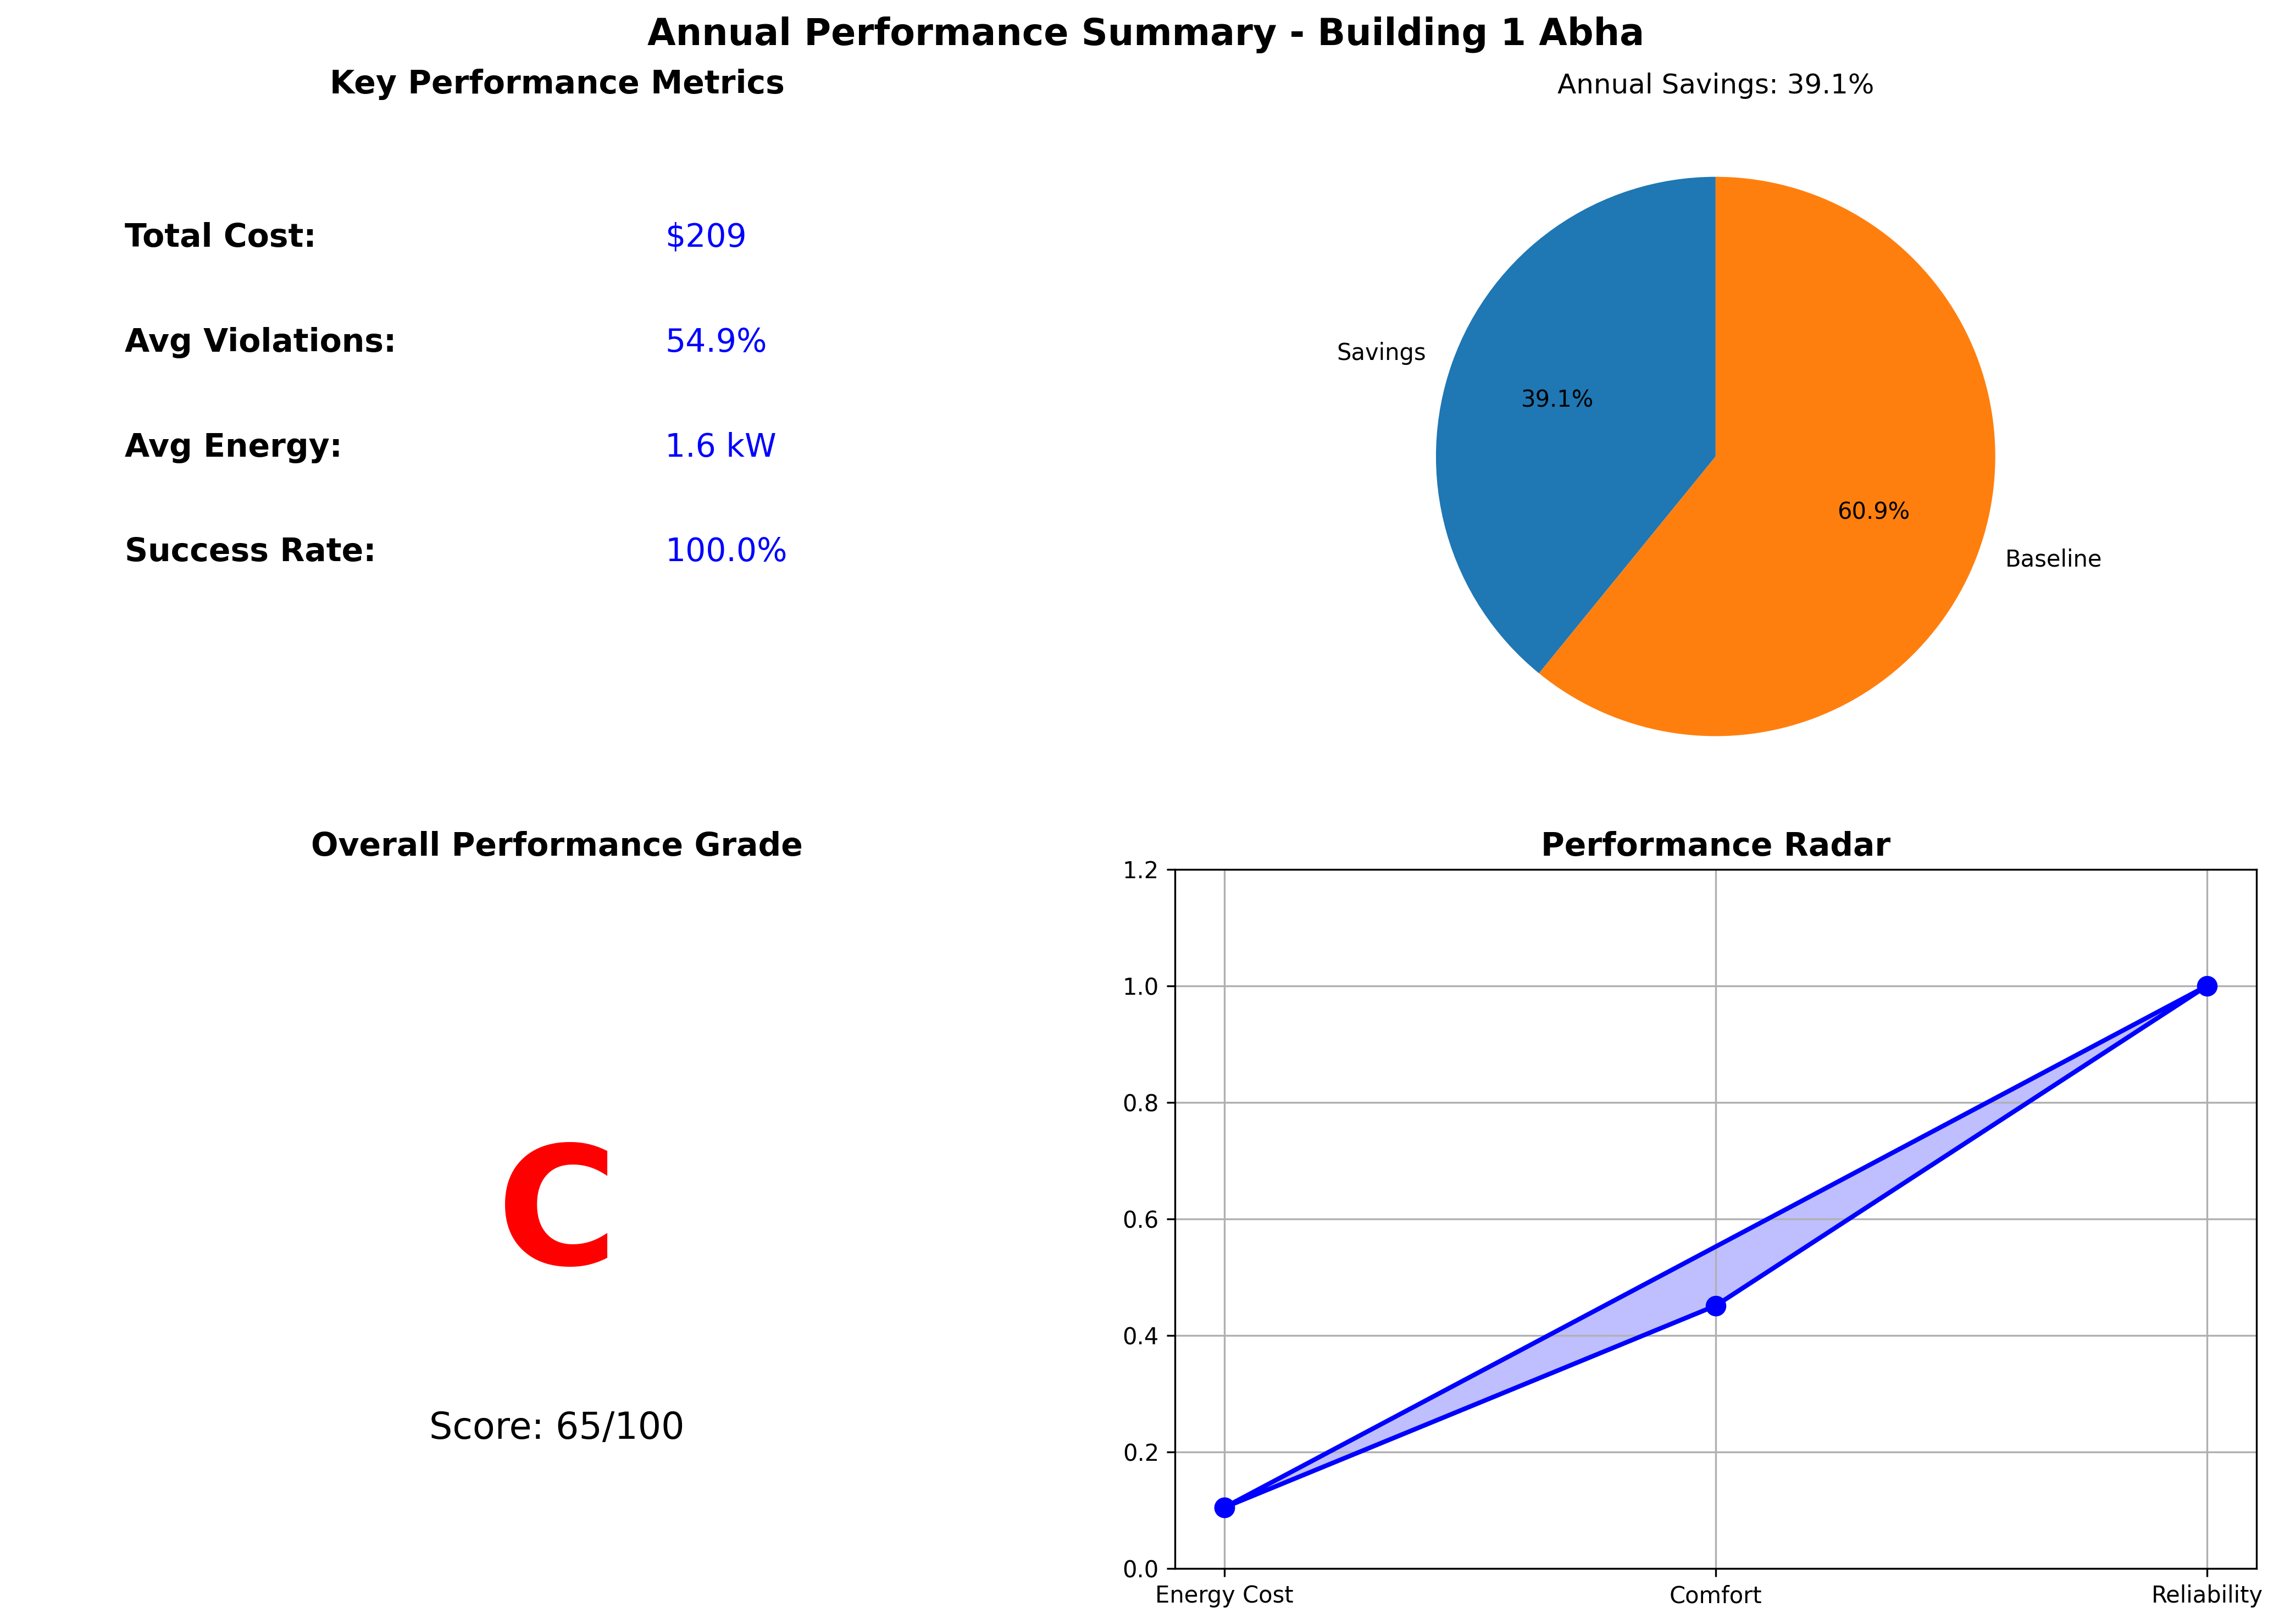 Annual Performance Summary - Building 1 Abha
Key Performance Metrics
Total Cost: $209
Avg Violations: 54.9%
Avg Energy: 1.6 kW
Success Rate: 100.0%
Annual Savings: 39.1%
Savings
39.1%
60.9%
Baseline
Overall Performance Grade
C
Score: 65/100
Performance Radar
1.2
1.0
0.8
0.6
0.4
0.2
0.0
Energy Cost Comfort Reliability